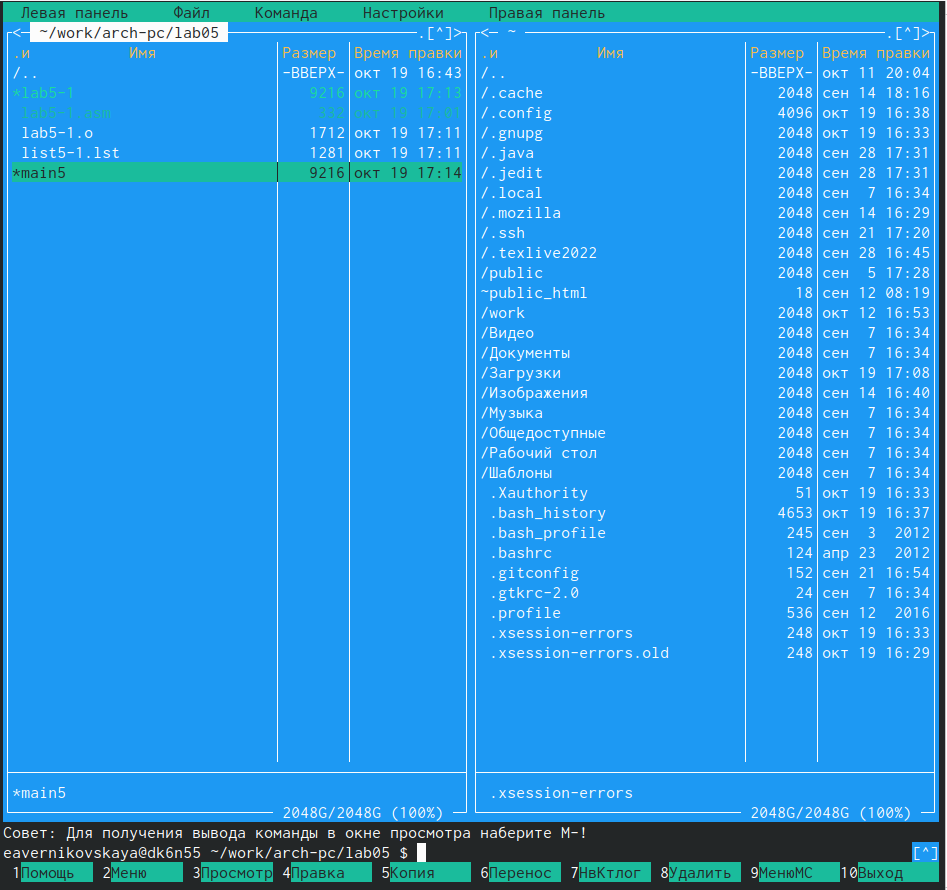 Левая панель Файл Команда Настройки Правая панель
<- ~/work/arch-pc/lab05 .[^]>
.и Имя Размер Время правки
/.. -ВВЕРХ- окт 19 16:43
*lab5-1 9216 окт 19 17:13
lab5-1.asm 332 окт 19 17:01
lab5-1.o 1712 окт 19 17:11
list5-1.lst 1281 окт 19 17:11
*main5 9216 окт 19 17:14
*main5
2048G/2048G (100%)
<- ~ .[^]>
.и Имя Размер Время правки
/.. -ВВЕРХ- окт 11 20:04
/.cache 2048 сен 14 18:16
/.config 4096 окт 19 16:38
/.gnupg 2048 окт 19 16:33
/.java 2048 сен 28 17:31
/.jedit 2048 сен 28 17:31
/.local 2048 сен 7 16:34
/.mozilla 2048 сен 14 16:29
/.ssh 2048 сен 21 17:20
/.texlive2022 2048 сен 28 16:45
/public 2048 сен 5 17:28
~public_html 18 сен 12 08:19
/work 2048 окт 12 16:53
/Видео 2048 сен 7 16:34
/Документы 2048 сен 7 16:34
/Загрузки 2048 окт 19 17:08
/Изображения 2048 сен 14 16:40
/Музыка 2048 сен 7 16:34
/Общедоступные 2048 сен 7 16:34
/Рабочий стол 2048 сен 7 16:34
/Шаблоны 2048 сен 7 16:34
.Xauthority 51 окт 19 16:33
.bash_history 4653 окт 19 16:37
.bash_profile 245 сен 3 2012
.bashrc 124 апр 23 2012
.gitconfig 152 сен 21 16:54
.gtkrc-2.0 24 сен 7 16:34
.profile 536 сен 12 2016
.xsession-errors 248 окт 19 16:33
.xsession-errors.old 248 окт 19 16:29
.xsession-errors
2048G/2048G (100%)
Совет: Для получения вывода команды в окне просмотра наберите M-!
eavernikovskaya@dk6n55 ~/work/arch-pc/lab05 $ [^]
1Помощь 2Меню 3Просмотр 4Правка 5Копия 6Перенос 7НвКтлог 8Удалить 9МенюMC 10Выход